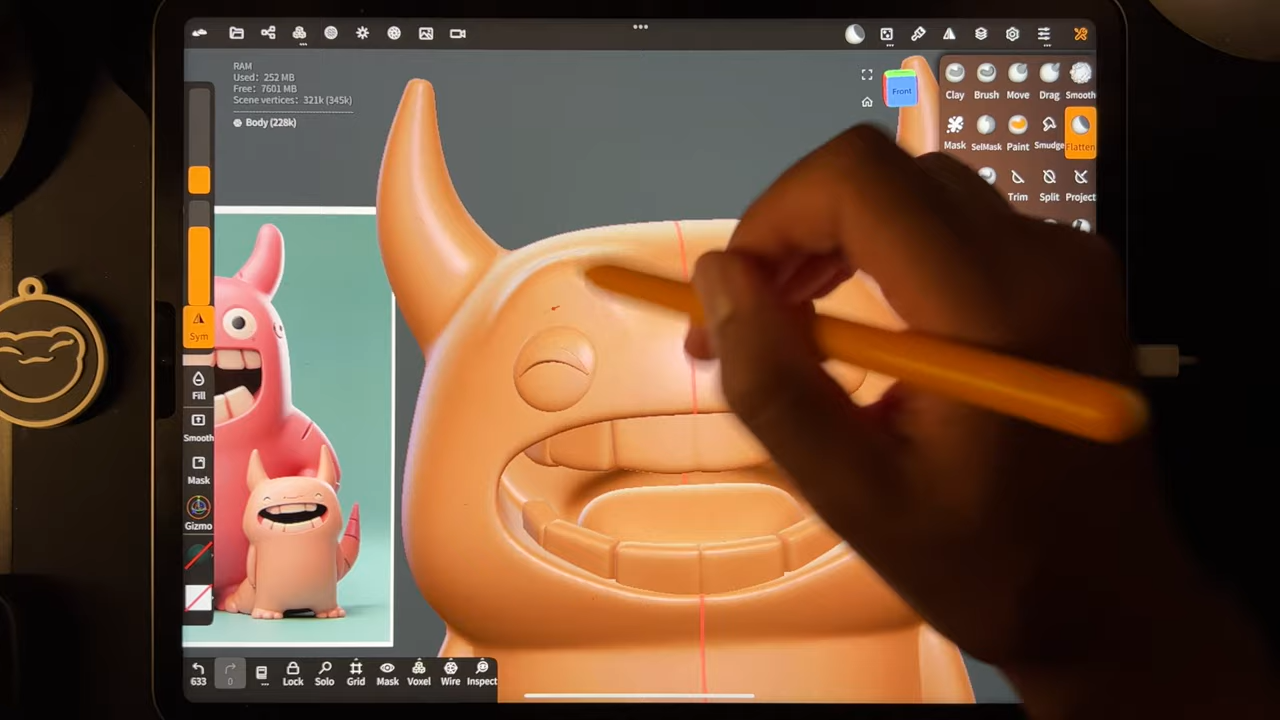 RAM
Used: 252 MB
Free: 7601 MB
Scene vertices: 321k (345k)
Body (228k)
Front
Clay Brush Move Drag Smooth
Mask SelMask Paint Smudge Flatten
Trim Split Project
Sym
Fill
Smooth
Mask
Gizmo
633 0 Lock Solo Grid Mask Voxel Wire Inspect